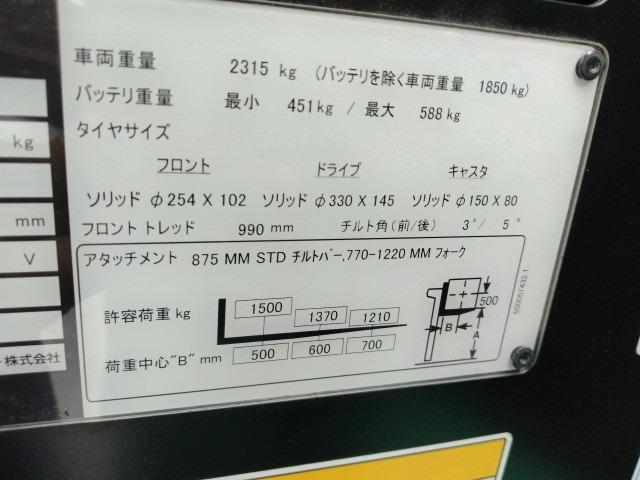 車両重量 2315 kg (バッテリを除く車両重量 1850 kg)
バッテリ重量 最小 451kg / 最大 588 kg
タイヤサイズ
フロント ドライブ キャスタ
ソリッド φ254 X 102 ソリッド φ330 X 145 ソリッド φ150 X 80
フロント トレッド 990 mm チルト角(前/後) 3°/ 5°
アタッチメント 875 MM STD チルトバー,770-1220 MM フォーク
許容荷重 kg 1500 1370 1210
荷重中心"B" mm 500 600 700
500
B
A
500567432.1
kg
mm
V
株式会社